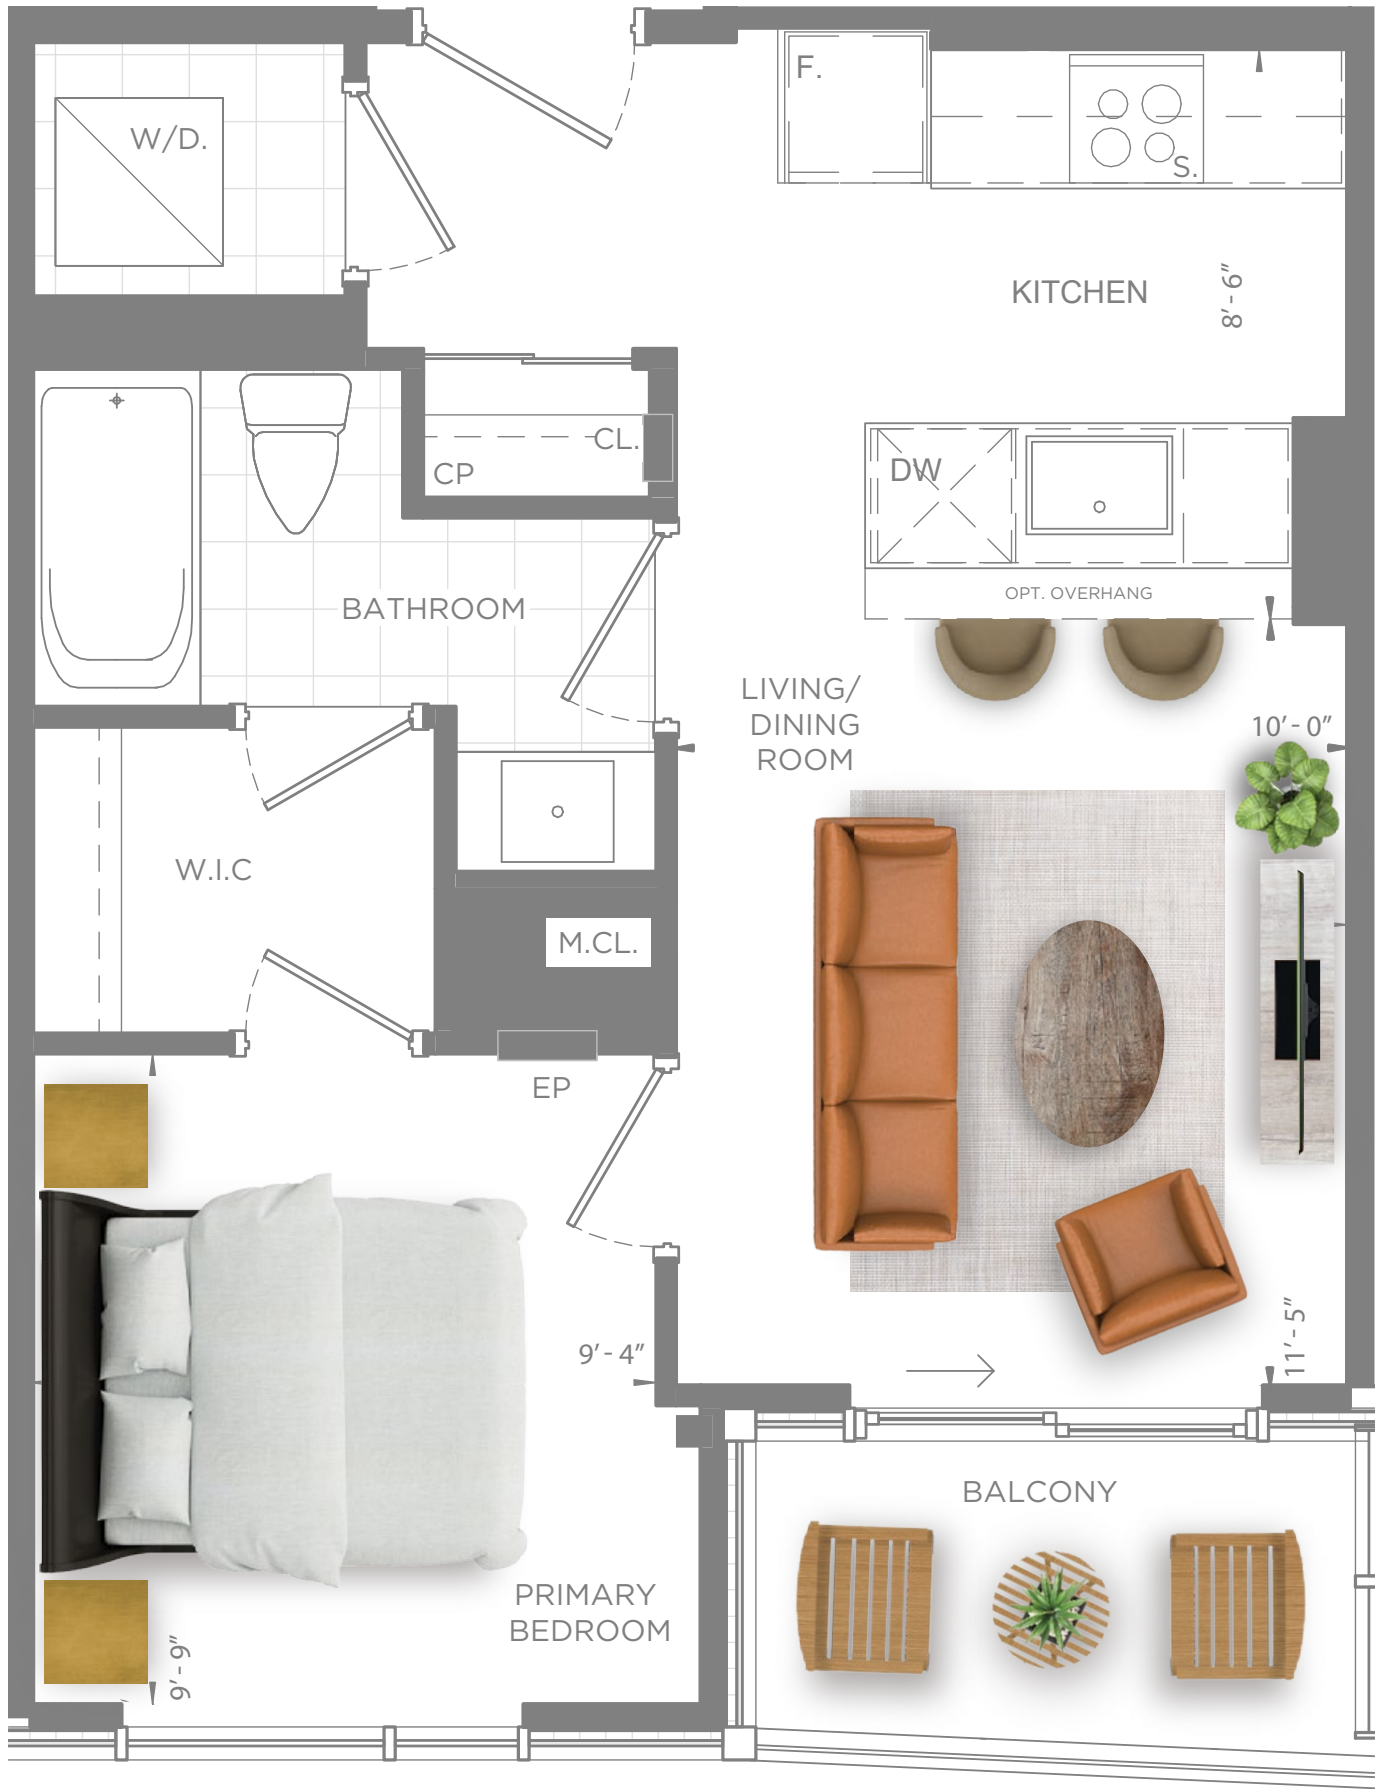 F.
W/D.
S.
KITCHEN
8'- 6"
CL.
CP
DW
OPT. OVERHANG
BATHROOM
LIVING/
DINING
ROOM
10'- 0"
W.I.C
M.CL.
EP
9'- 4"
11'- 5"
BALCONY
PRIMARY
BEDROOM
9'- 9"